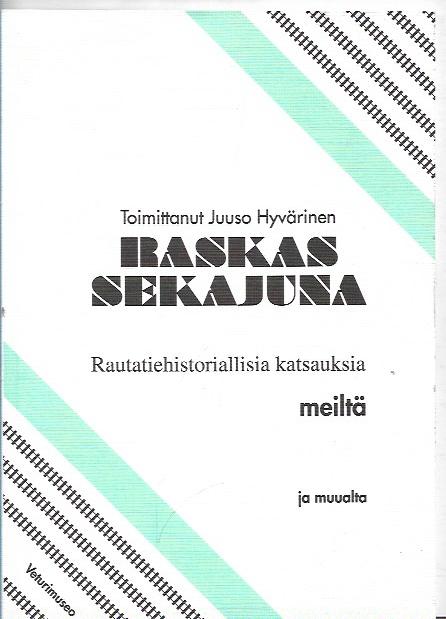 Toimittanut Juuso Hyvärinen
RASKAS
SEKAJUNA
Rautatiehistoriallisia katsauksia
meiltä
ja muualta
Veturimuseo